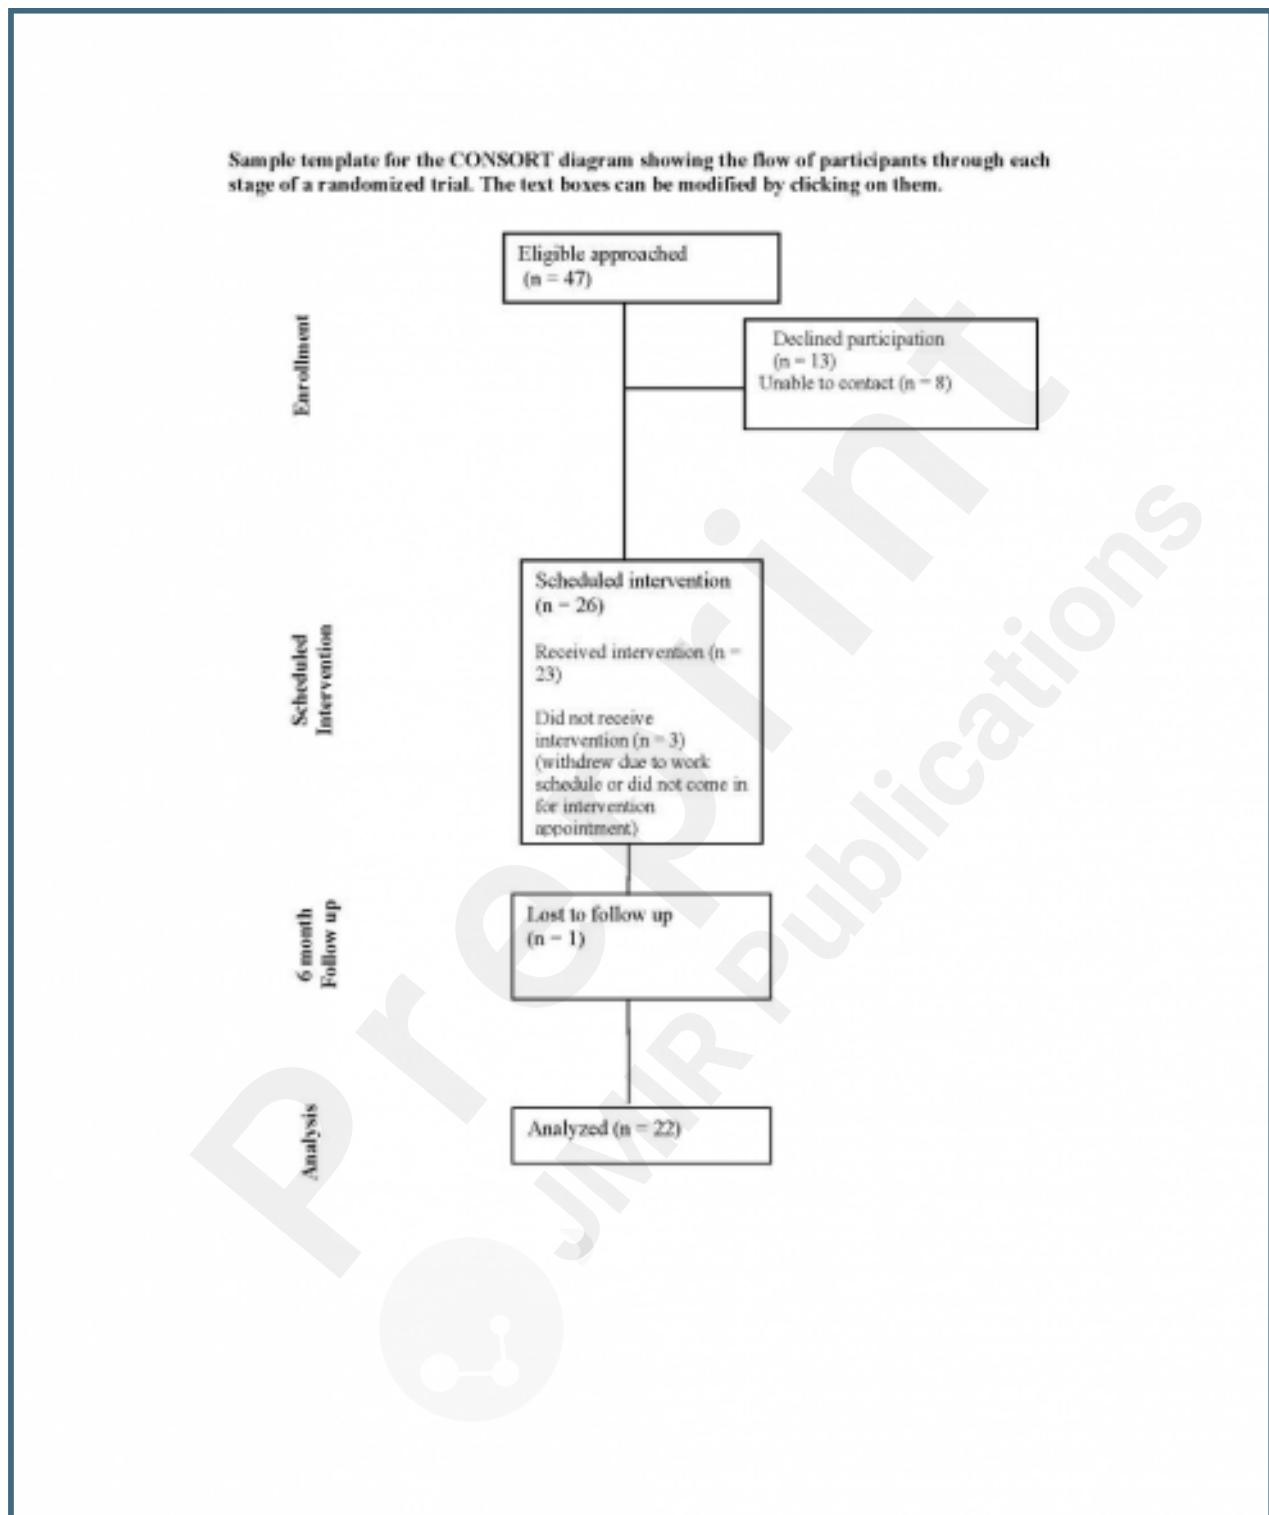 Sample template for the CONSORT diagram showing the flow of participants through each
stage of a randomized trial. The text boxes can be modified by clicking on them.
Eligible approached
(n = 47)
Enrollment
Declined participation
(n = 13)
Unable to contact (n = 8)
Scheduled
Intervention
Scheduled intervention
(n = 26)
Received intervention (n =
23)
Did not receive
intervention (n = 3)
(withdrew due to work
schedule or did not come in
for intervention
appointment)
6 month
Follow up
Lost to follow up
(n = 1)
Analysis
Analyzed (n = 22)
Preprint
JMIR Publications